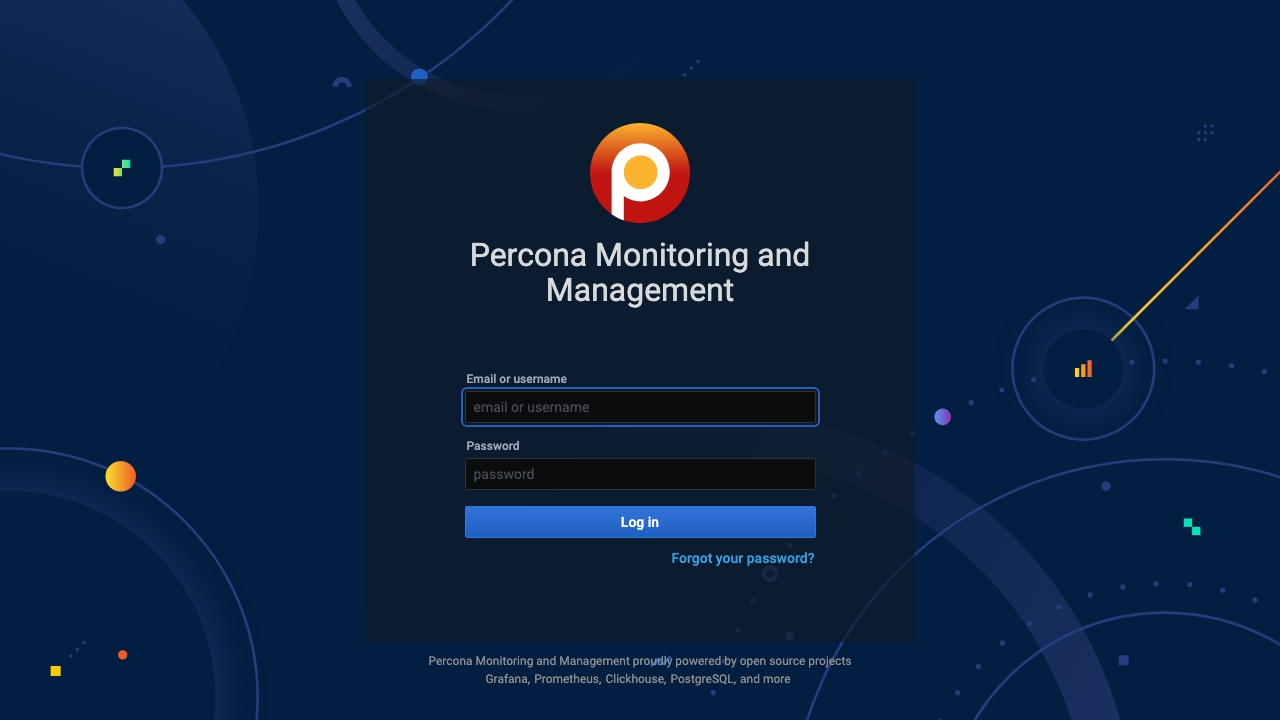 Percona Monitoring and
Management
Email or username
email or username
Password
password
Log in
Forgot your password?
Percona Monitoring and Management proudly powered by open source projects
Grafana, Prometheus, Clickhouse, PostgreSQL, and more